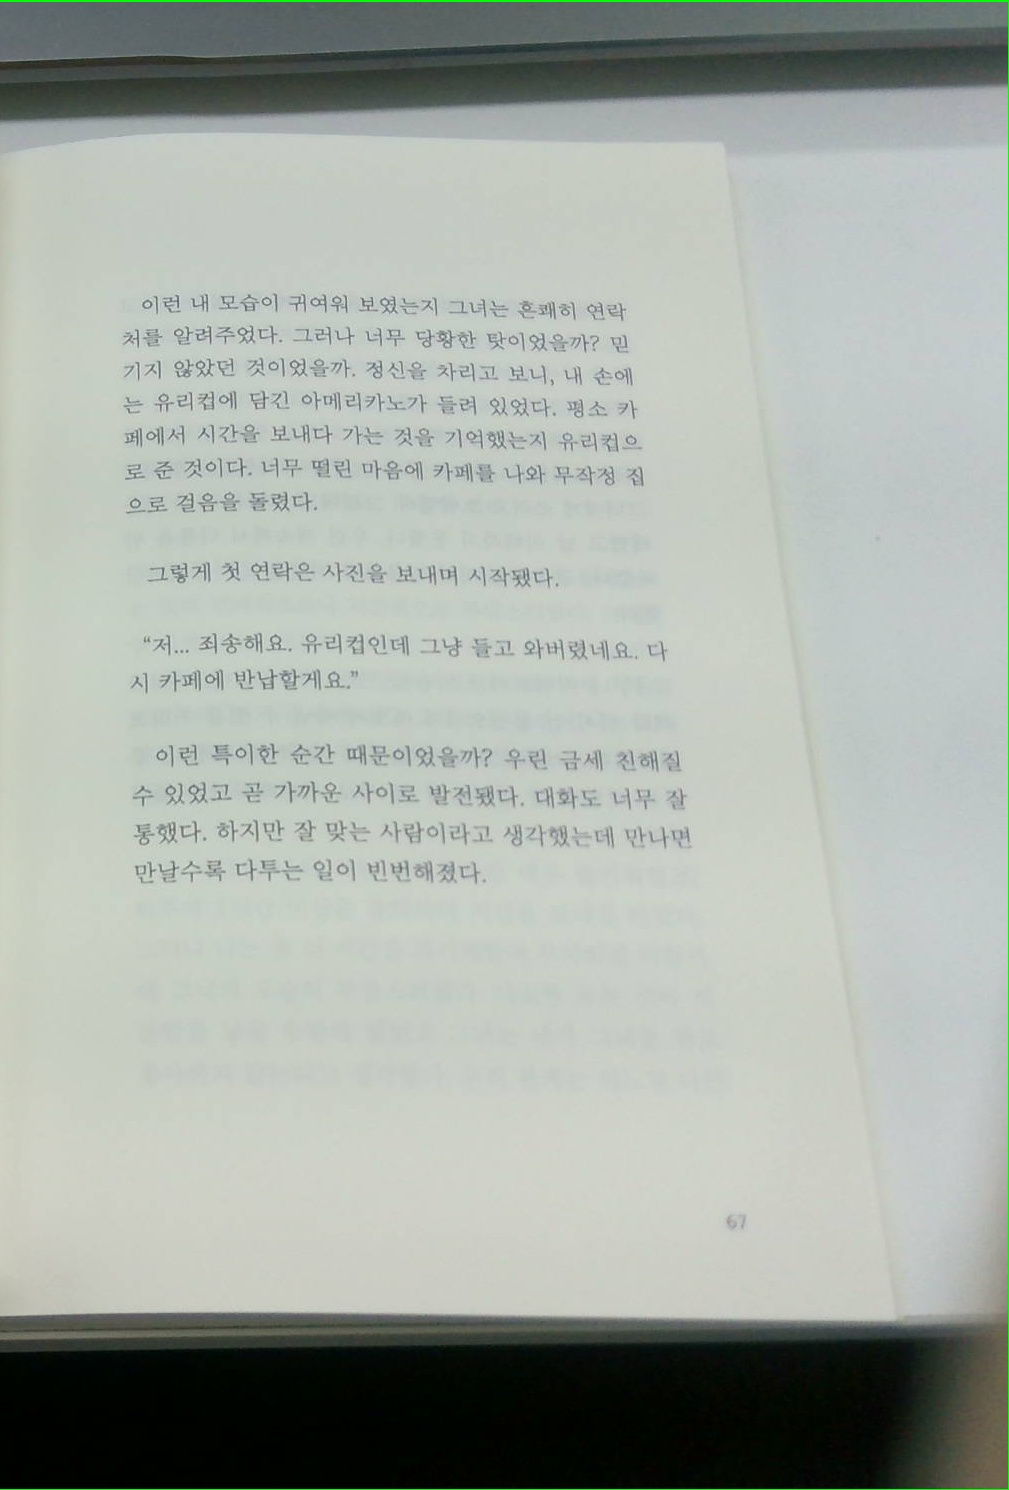 이런 내 모습이 귀여워 보였는지 그녀는 흔쾌히 연락
처를 알려주었다. 그러나 너무 당황한 탓이었을까? 믿
기지 않았던 것이었을까. 정신을 차리고 보니, 내 손에
는 유리컵에 담긴 아메리카노가 들려 있었다. 평소 카
페에서 시간을 보내다 가는 것을 기억했는지 유리컵으
로 준 것이다. 너무 떨린 마음에 카페를 나와 무작정 집
으로 걸음을 돌렸다.
그렇게 첫 연락은 사진을 보내며 시작됐다.
“저... 죄송해요. 유리컵인데 그냥 들고 와버렸네요. 다
시 카페에 반납할게요.”
이런 특이한 순간 때문이었을까? 우린 금세 친해질
수 있었고 곧 가까운 사이로 발전됐다. 대화도 너무 잘
통했다. 하지만 잘 맞는 사람이라고 생각했는데 만나면
만날수록 다투는 일이 빈번해졌다.
67